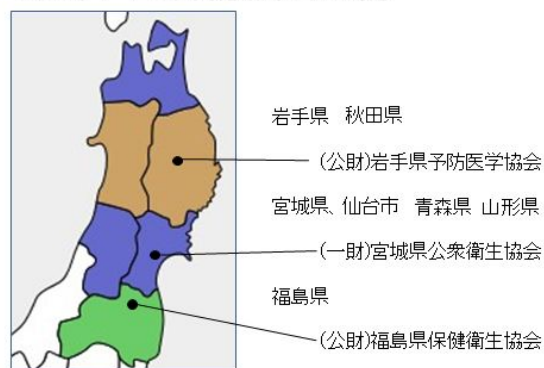 岩手県　秋田県
(公財)岩手県予防医学協会
宮城県、仙台市　青森県 山形県
(一財)宮城県公衆衛生協会
福島県
(公財)福島県保健衛生協会